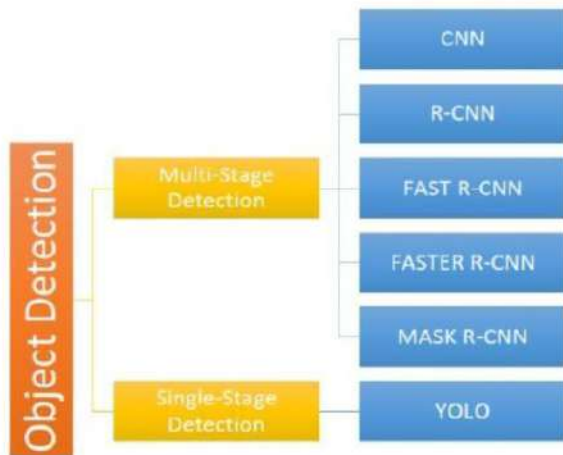 Object Detection
Multi-Stage
Detection
Single-Stage
Detection
CNN
R-CNN
FAST R-CNN
FASTER R-CNN
MASK R-CNN
YOLO